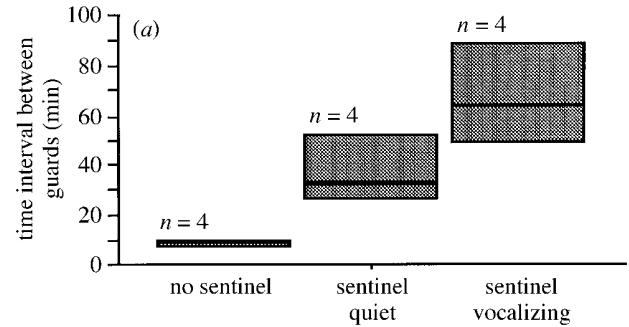 (a)
time interval between
guards (min)
100
80
60
40
20
0
n = 4
n = 4
n = 4
no sentinel
sentinel
quiet
sentinel
vocalizing